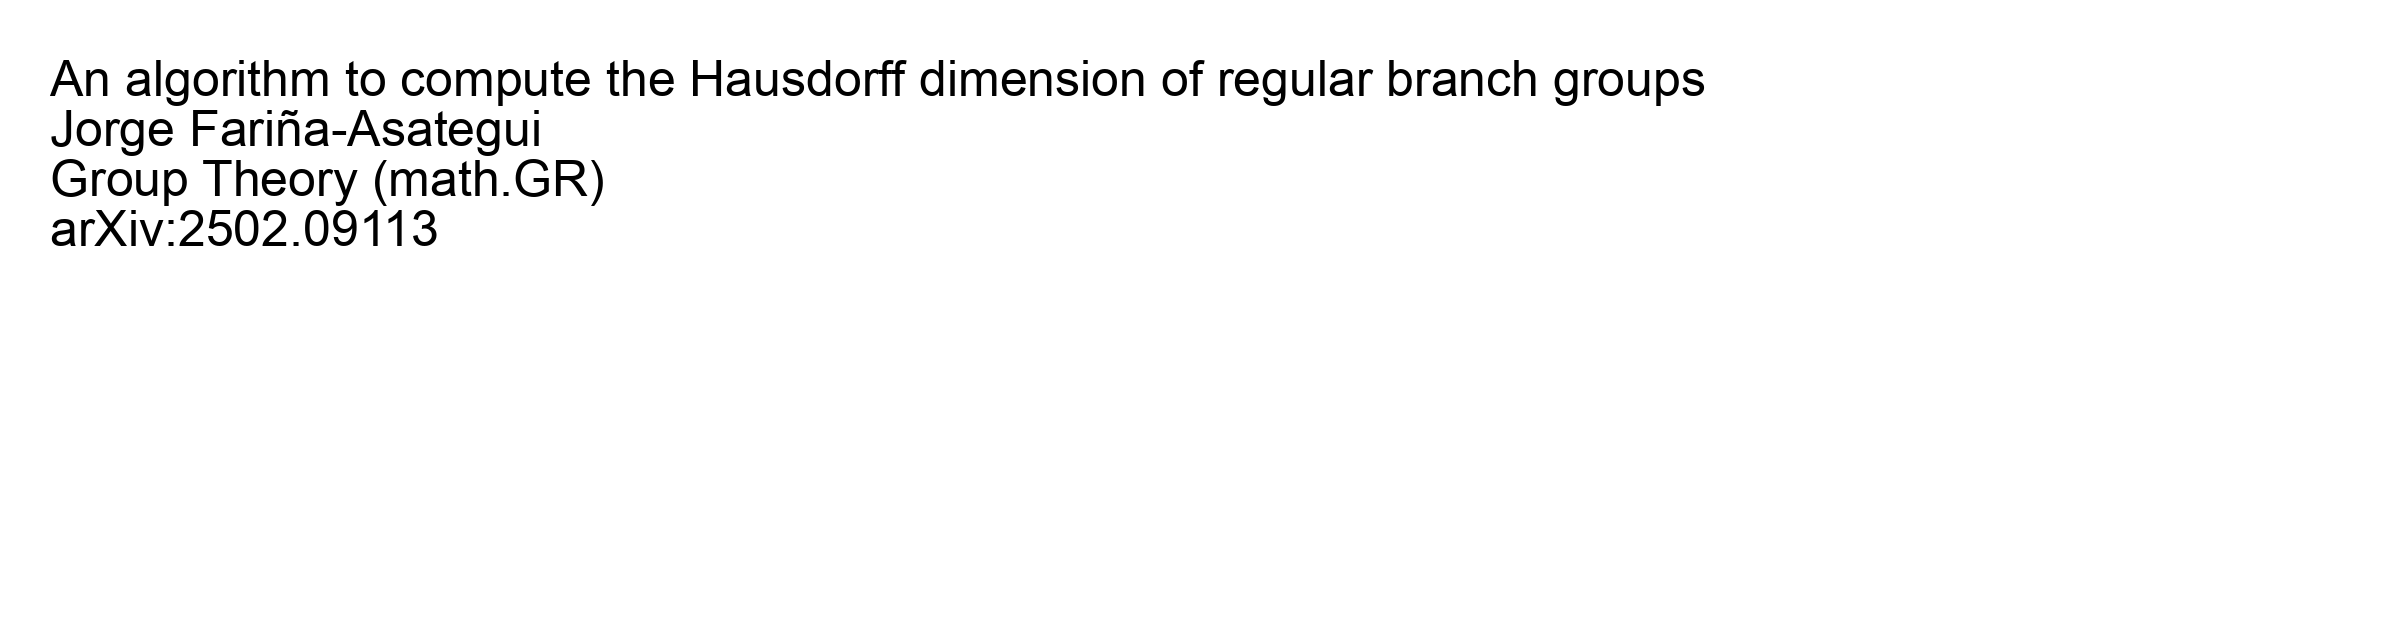 An algorithm to compute the Hausdorff dimension of regular branch groups
Jorge Fariña-Asategui
Group Theory (math.GR)
arXiv:2502.09113